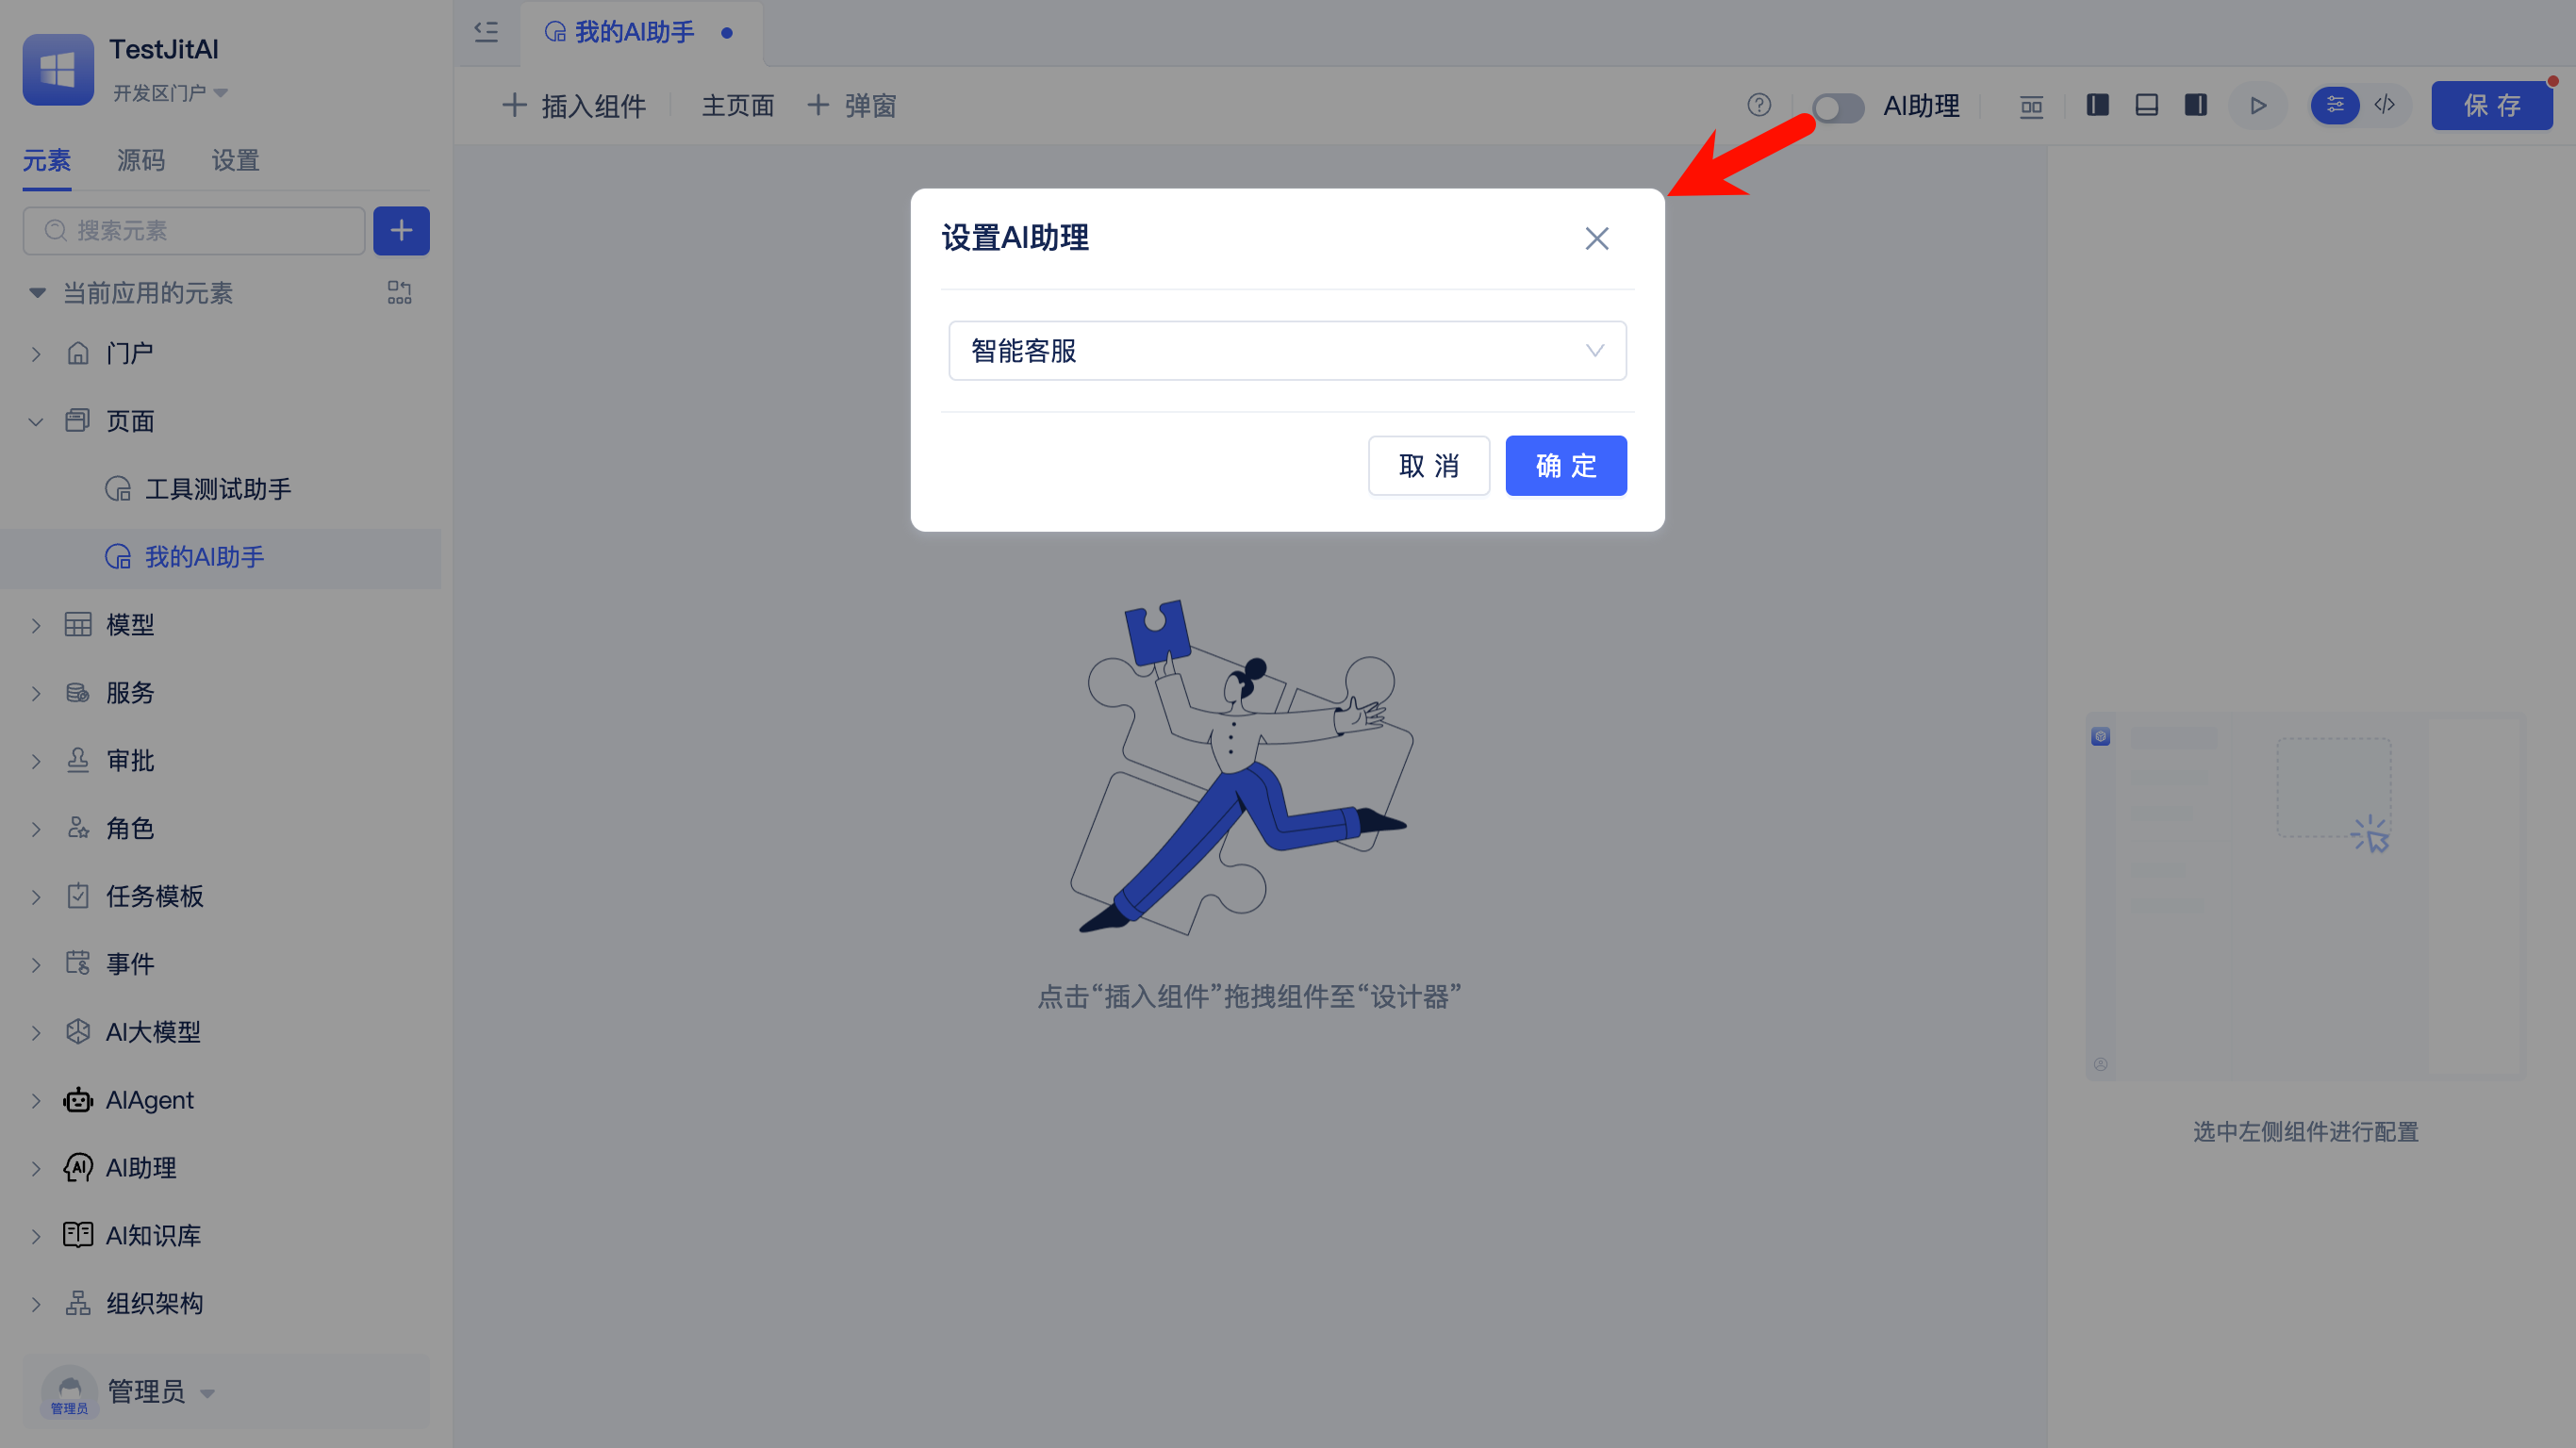 TestJitAI
开发区门户
元素 源码 设置
搜索元素
当前应用的元素
门户
页面
工具测试助手
我的AI助手
模型
服务
审批
角色
任务模板
事件
AI大模型
AIAgent
AI助理
AI知识库
组织架构
管理员
管理员
我的AI助手
插入组件 主页面 弹窗
AI助理
保存
设置AI助理
智能客服
取消 确定
点击“插入组件”拖拽组件至“设计器”
选中左侧组件进行配置